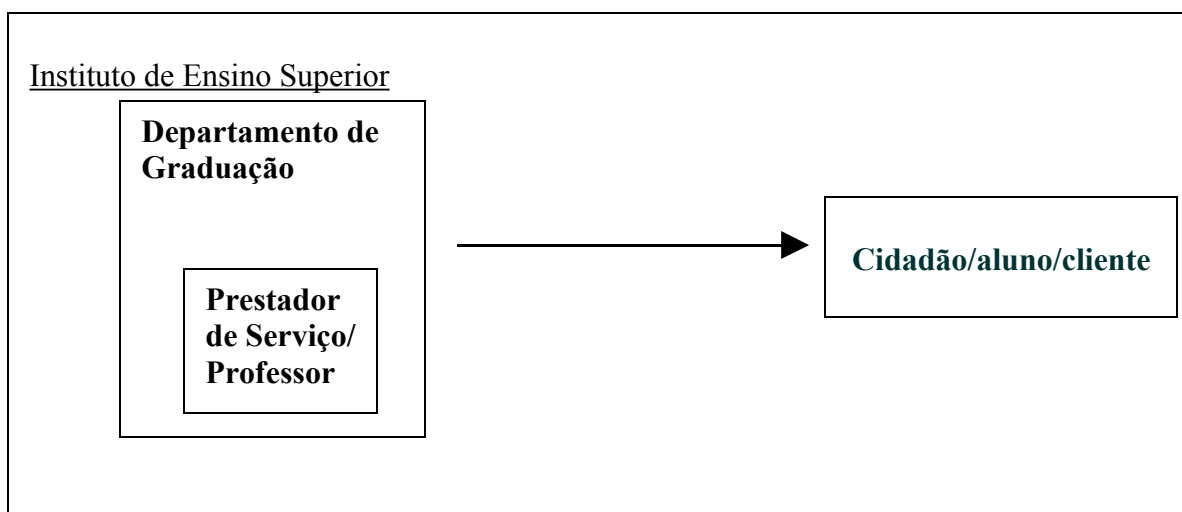 Instituto de Ensino Superior
Departamento de
Graduação
Prestador
de Serviço/
Professor
Cidadão/aluno/cliente